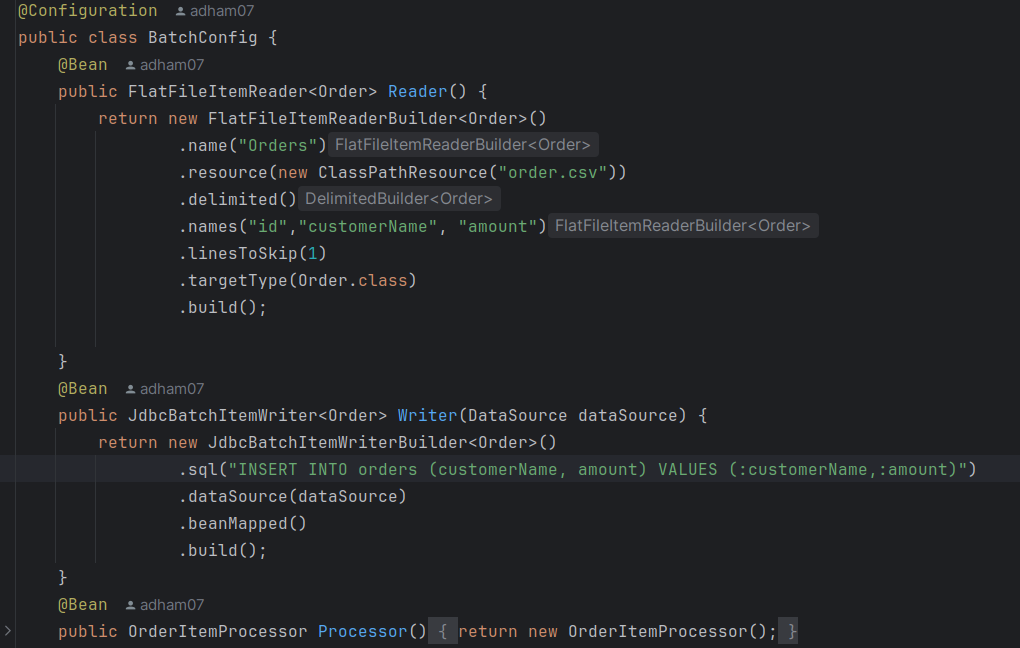 @Configuration adham07
public class BatchConfig {
@Bean adham07
public FlatFileItemReader<Order> Reader() {
return new FlatFileItemReaderBuilder<Order>()
.name("Orders") FlatFileItemReaderBuilder<Order>
.resource(new ClassPathResource("order.csv"))
.delimited() DelimitedBuilder<Order>
.names("id","customerName", "amount") FlatFileItemReaderBuilder<Order>
.linesToSkip(1)
.targetType(Order.class)
.build();
}
@Bean adham07
public JdbcBatchItemWriter<Order> Writer(DataSource dataSource) {
return new JdbcBatchItemWriterBuilder<Order>()
.sql("INSERT INTO orders (customerName, amount) VALUES (:customerName,:amount)")
.dataSource(dataSource)
.beanMapped()
.build();
}
@Bean adham07
public OrderItemProcessor Processor() { return new OrderItemProcessor(); }